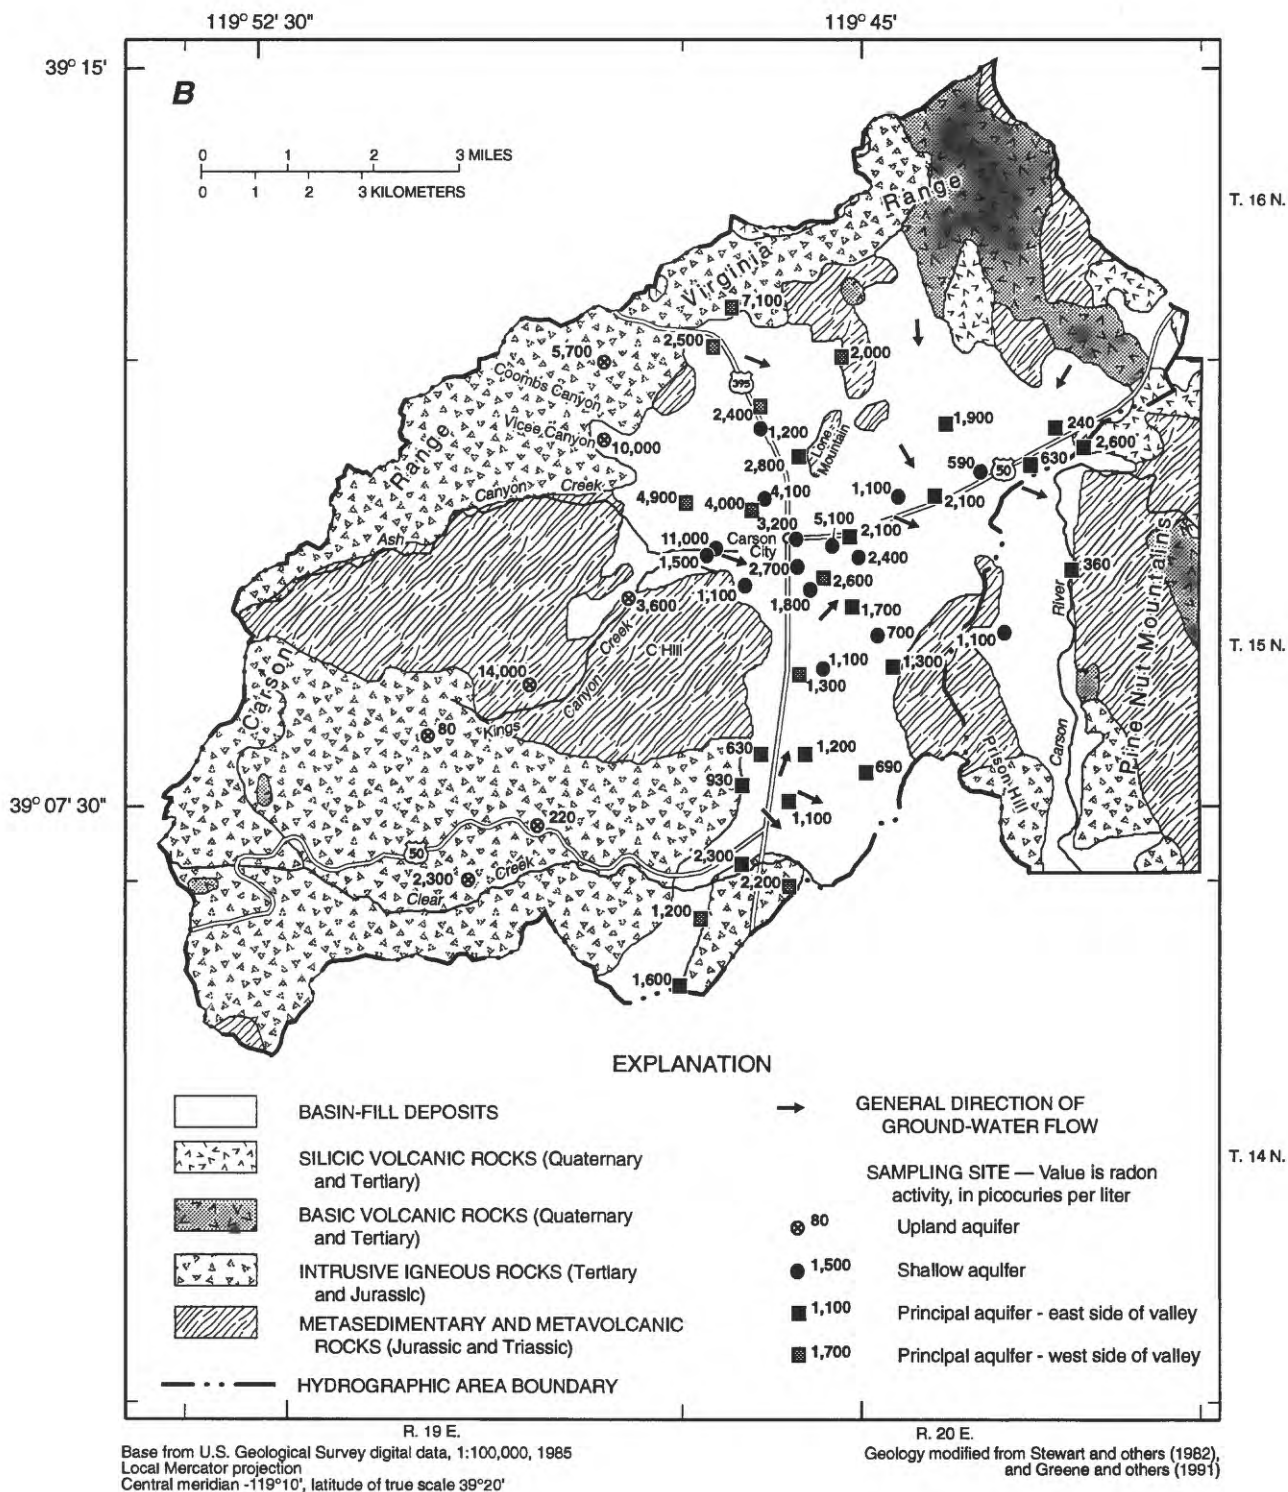 119° 52' 30"
119° 45'
39° 15'
B
0 1 2 3 MILES
0 1 2 3 KILOMETERS
T. 16 N.
Virginia Range
7,100
2,500
2,000
5,700
Coombs Canyon
395
2,400
1,200
1,900
240
Vicee Canyon
10,000
Lone
Mountain
2,600
2,800
590
50
630
Carson Range
4,900
4,000
4,100
1,100
2,100
Ash Canyon Creek
3,200
5,100
2,100
11,000
Carson
City
1,500
2,700
2,400
360
2,600
1,100
1,800
3,600
1,700
River
700
1,100
T. 15 N.
C Hill
1,100
1,300
14,000
1,300
Kings Canyon Creek
80
630
1,200
690
Prison Hill
Carson
Pine Nut Mountains
930
39° 07' 30"
220
1,100
50
2,300
2,300
Clear Creek
2,200
1,200
1,600
EXPLANATION
BASIN-FILL DEPOSITS
SILICIC VOLCANIC ROCKS (Quaternary
and Tertiary)
BASIC VOLCANIC ROCKS (Quaternary
and Tertiary)
INTRUSIVE IGNEOUS ROCKS (Tertiary
and Jurassic)
METASEDIMENTARY AND METAVOLCANIC
ROCKS (Jurassic and Triassic)
HYDROGRAPHIC AREA BOUNDARY
GENERAL DIRECTION OF
GROUND-WATER FLOW
T. 14 N.
SAMPLING SITE — Value is radon
activity, in picocuries per liter
80 Upland aquifer
1,500 Shallow aquifer
1,100 Principal aquifer - east side of valley
1,700 Principal aquifer - west side of valley
R. 19 E.
R. 20 E.
Base from U.S. Geological Survey digital data, 1:100,000, 1985
Local Mercator projection
Central meridian -119°10', latitude of true scale 39°20'
Geology modified from Stewart and others (1982),
and Greene and others (1991)